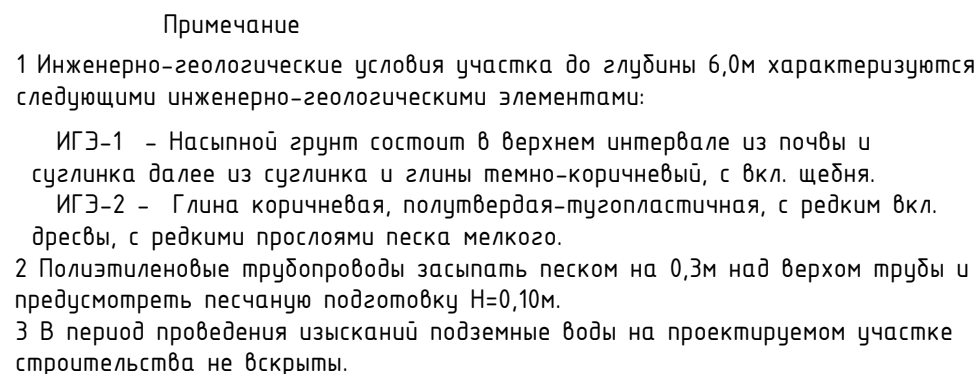 Примечание
1 Инженерно-геологические условия участка до глубины 6,0м характеризуются
следующими инженерно-геологическими элементами:
ИГЭ-1 - Насыпной грунт состоит в верхнем интервале из почвы и
суглинка далее из суглинка и глины темно-коричневый, с вкл. щебня.
ИГЭ-2 - Глина коричневая, полутвердая-тугопластичная, с редким вкл.
дресвы, с редкими прослоями песка мелкого.
2 Полиэтиленовые трубопроводы засыпать песком на 0,3м над верхом трубы и
предусмотреть песчаную подготовку Н=0,10м.
3 В период проведения изысканий подземные воды на проектируемом участке
строительства не вскрыты.